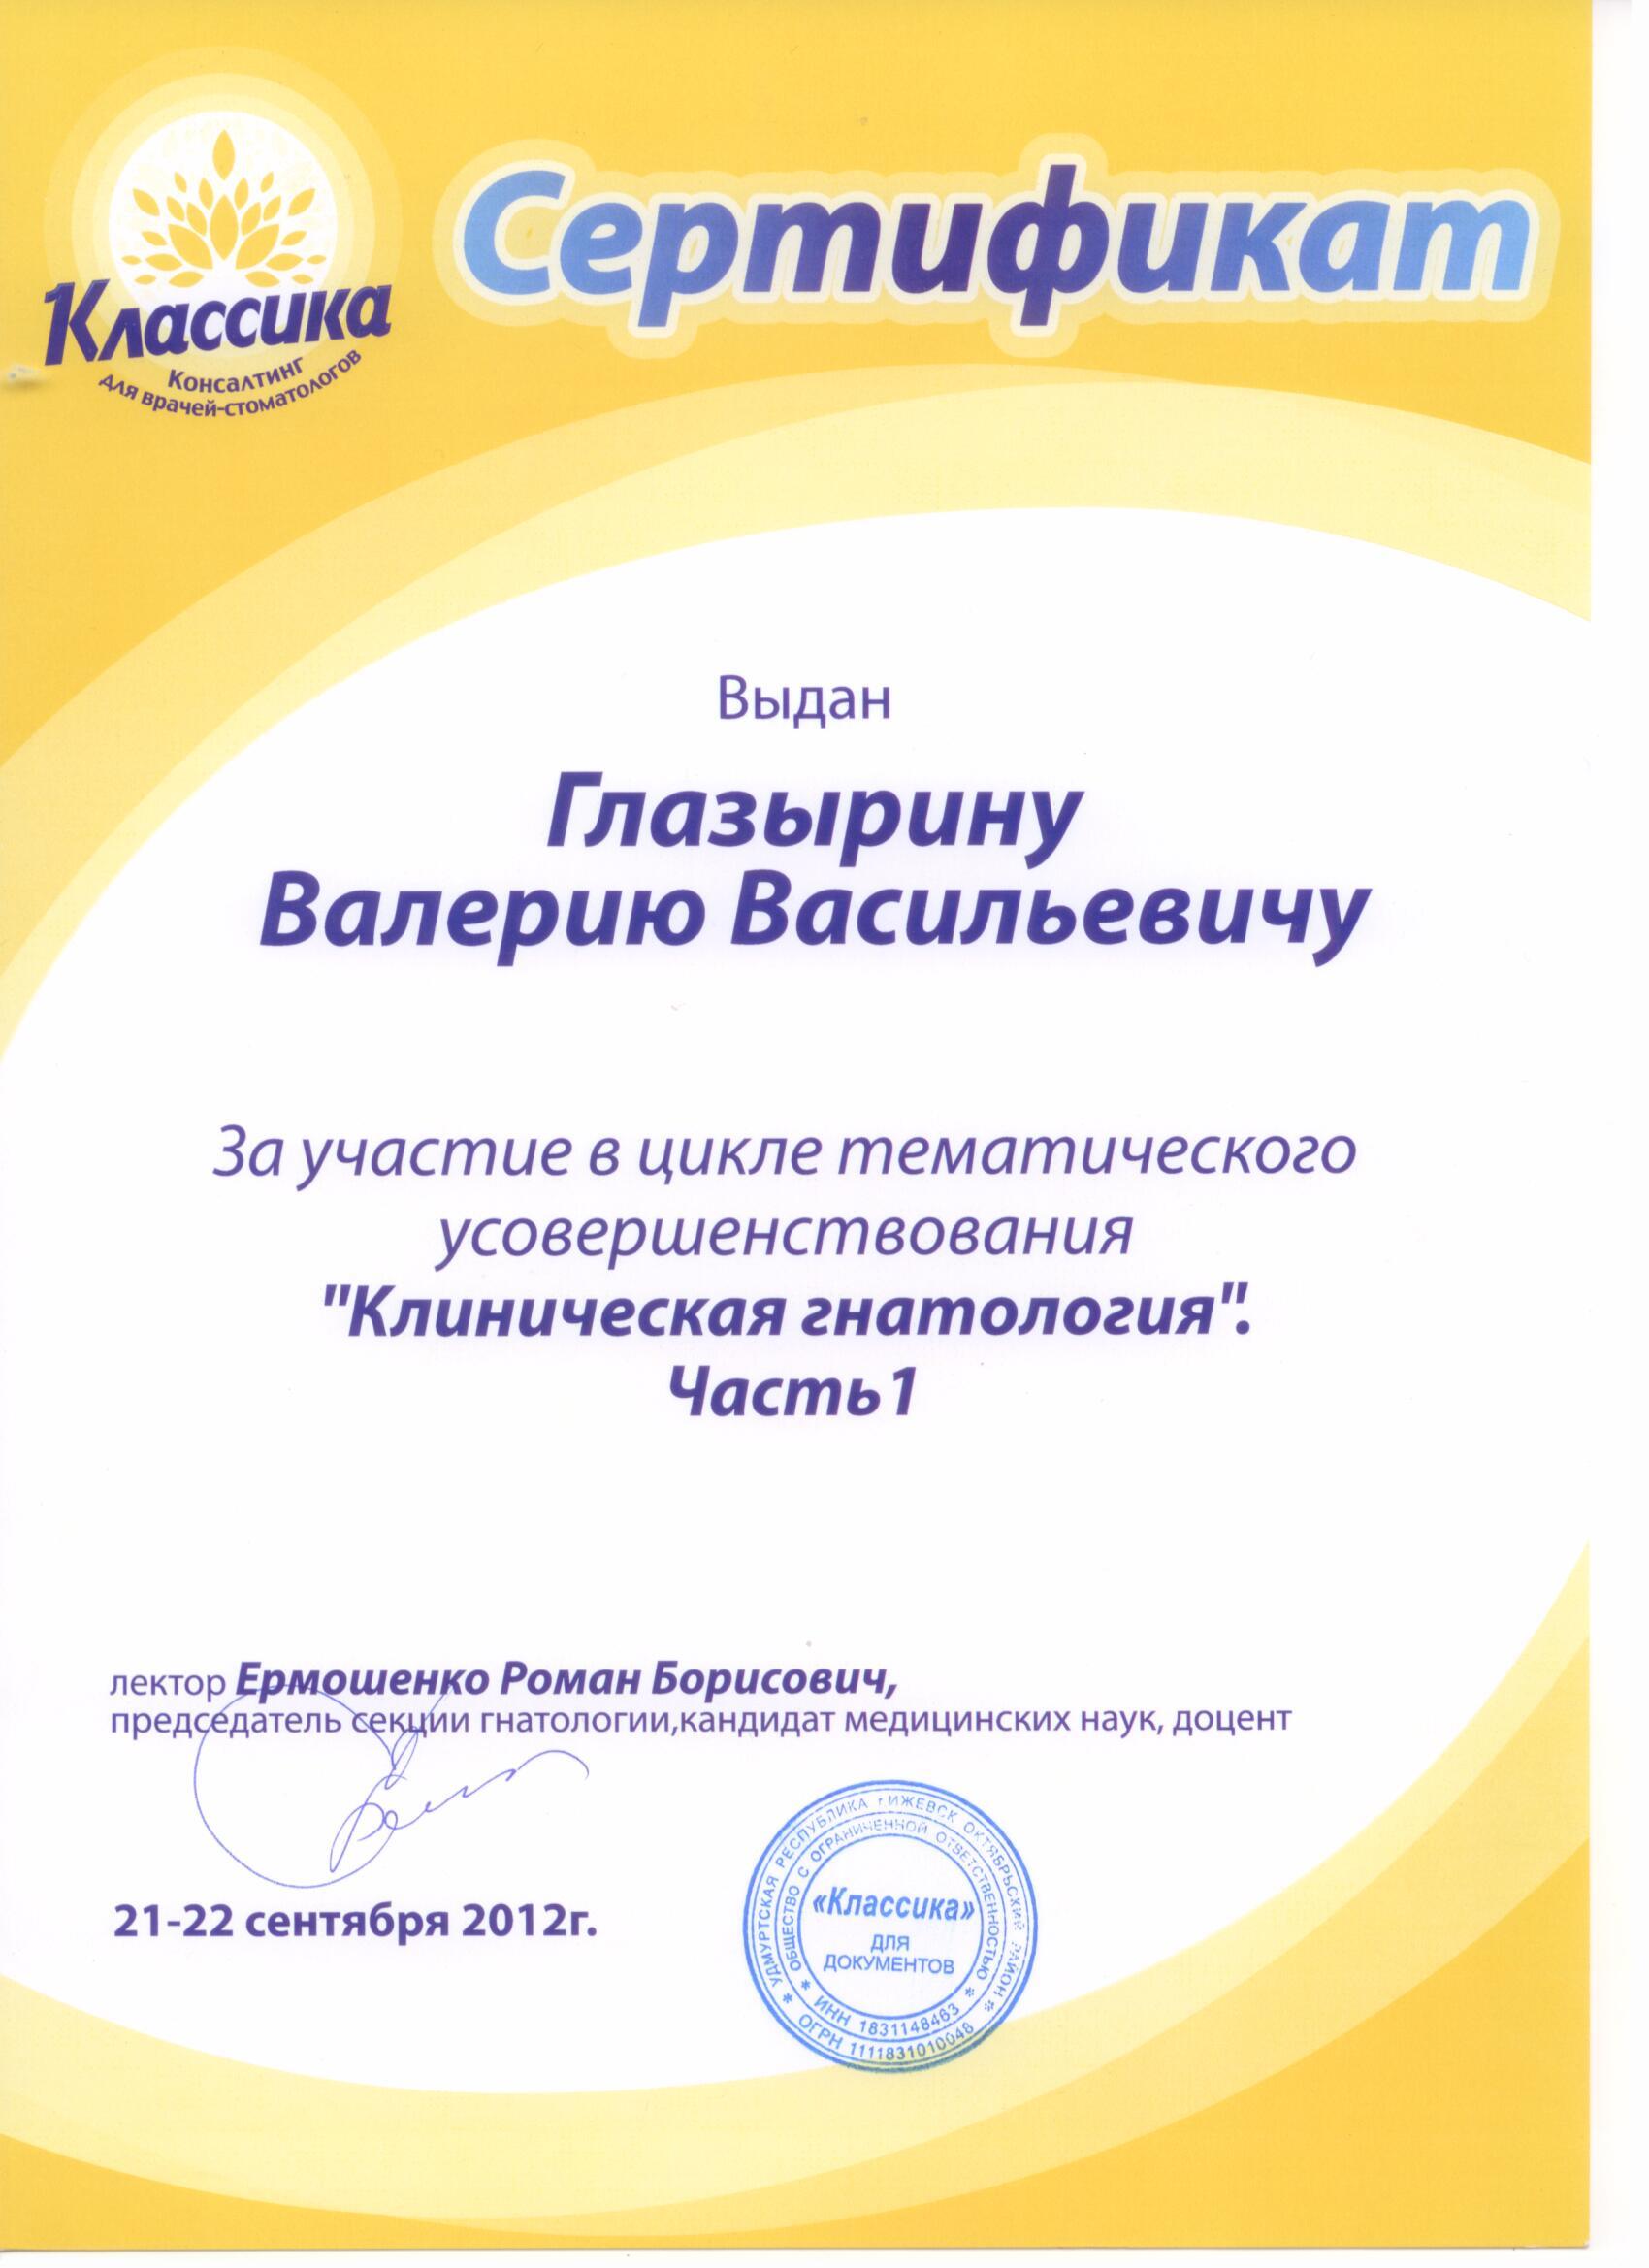 Сертификат
Классика
Консалтинг
для врачей-стоматологов
Выдан
Глазырину
Валерию Васильевичу
За участие в цикле тематического
усовершенствования
"Клиническая гнатология".
Часть1
лектор Ермошенко Роман Борисович,
председатель секции гнатологии,кандидат медицинских наук, доцент
21-22 сентября 2012г.
* УДМУРТСКАЯ РЕСПУБЛИКА г ИЖЕВСК ОКТЯБРЬСКИЙ РАЙОН *
ОГРН 1111831010048
* ОБЩЕСТВО С ОГРАНИЧЕННОЙ ОТВЕТСТВЕННОСТЬЮ *
ИНН 1831148463
«Классика»
ДЛЯ
ДОКУМЕНТОВ